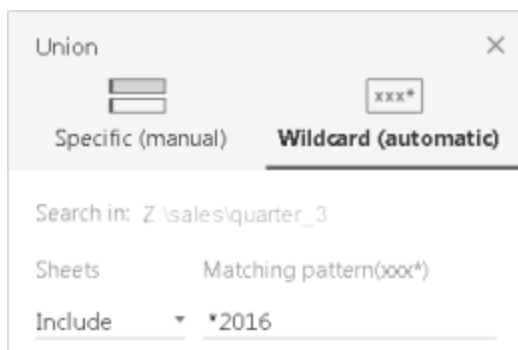 Union
xxx*
Specific (manual) Wildcard (automatic)
Search in: Z:\sales\quarter_3
Sheets Matching pattern(xxx*)
Include *2016